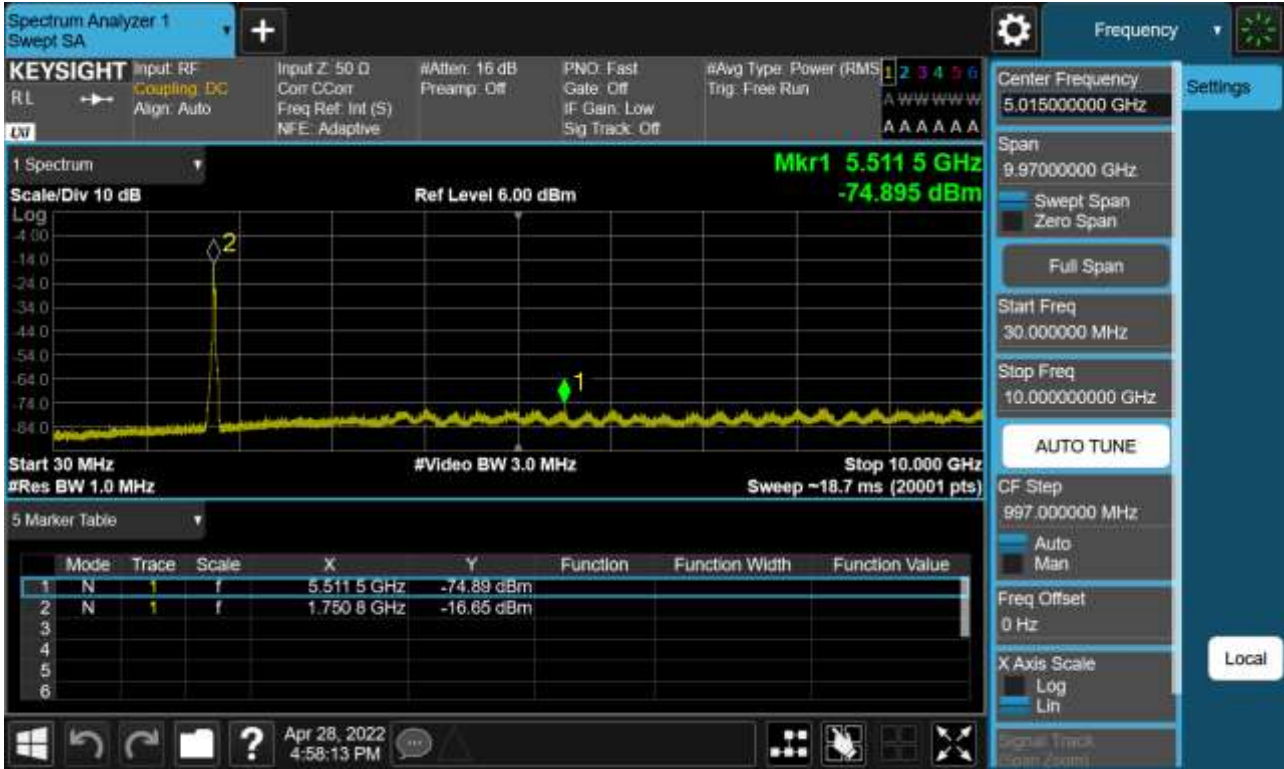 Spectrum Analyzer 1
Swept SA
Frequency
KEYSIGHT
RL
LXI
Input: RF
Coupling: DC
Align: Auto
Input Z: 50 Ω
Corr CCorr
Freq Ref: Int (S)
NFE: Adaptive
#Atten: 16 dB
Preamp: Off
PNO: Fast
Gate: Off
IF Gain: Low
Sig Track: Off
#Avg Type: Power (RMS
Trig: Free Run
1 2 3 4 5 6
A W W W W W
A A A A A A
1 Spectrum
Scale/Div 10 dB
Ref Level 6.00 dBm
Mkr1 5.511 5 GHz
-74.895 dBm
Log
-4.00
-14.0
-24.0
-34.0
-44.0
-54.0
-64.0
-74.0
-84.0
2
1
Start 30 MHz
#Video BW 3.0 MHz
Stop 10.000 GHz
#Res BW 1.0 MHz
Sweep ~18.7 ms (20001 pts)
5 Marker Table
Mode Trace Scale X Y Function Function Width Function Value
1 N 1 f 5.511 5 GHz -74.89 dBm
2 N 1 f 1.750 8 GHz -16.65 dBm
3
4
5
6
Apr 28, 2022
4:58:13 PM
Center Frequency
5.015000000 GHz
Span
9.97000000 GHz
Swept Span
Zero Span
Full Span
Start Freq
30.000000 MHz
Stop Freq
10.000000000 GHz
AUTO TUNE
CF Step
997.000000 MHz
Auto
Man
Freq Offset
0 Hz
X Axis Scale
Log
Lin
Signal Track
(Span Zoom)
Settings
Local